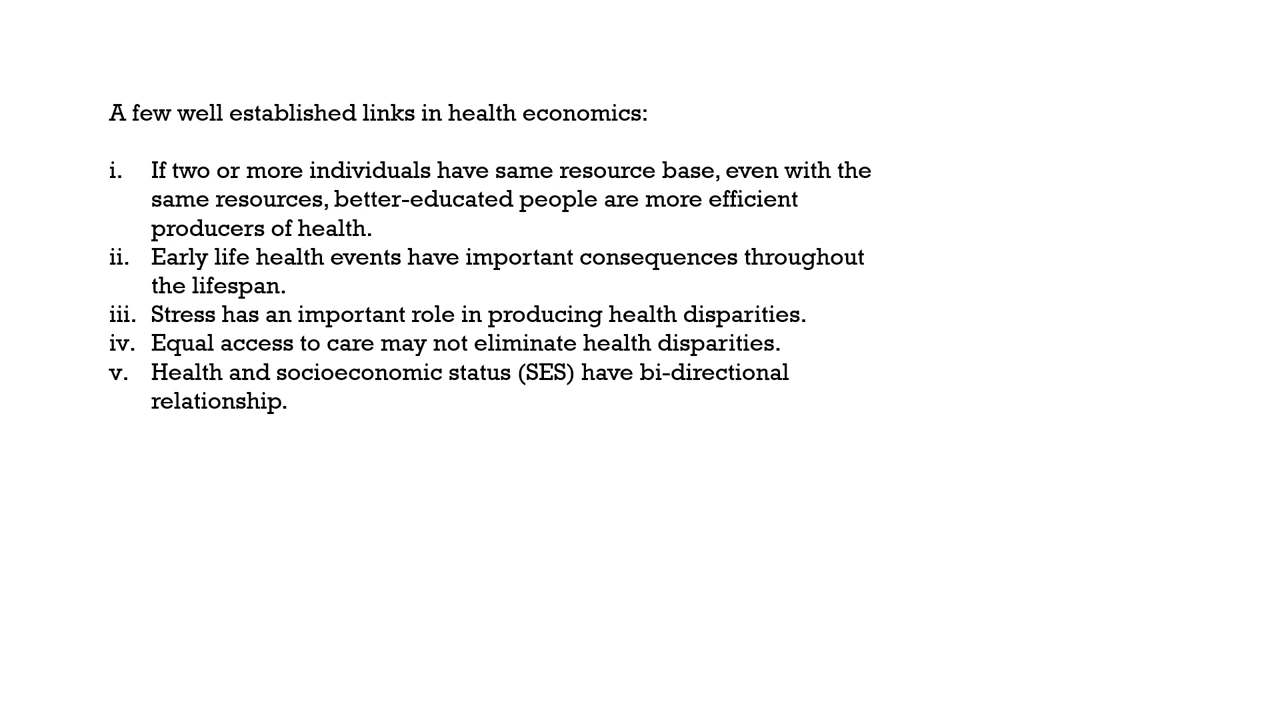 A few well established links in health economics:
i. If two or more individuals have same resource base, even with the
same resources, better-educated people are more efficient
producers of health.
ii. Early life health events have important consequences throughout
the lifespan.
iii. Stress has an important role in producing health disparities.
iv. Equal access to care may not eliminate health disparities.
v. Health and socioeconomic status (SES) have bi-directional
relationship.